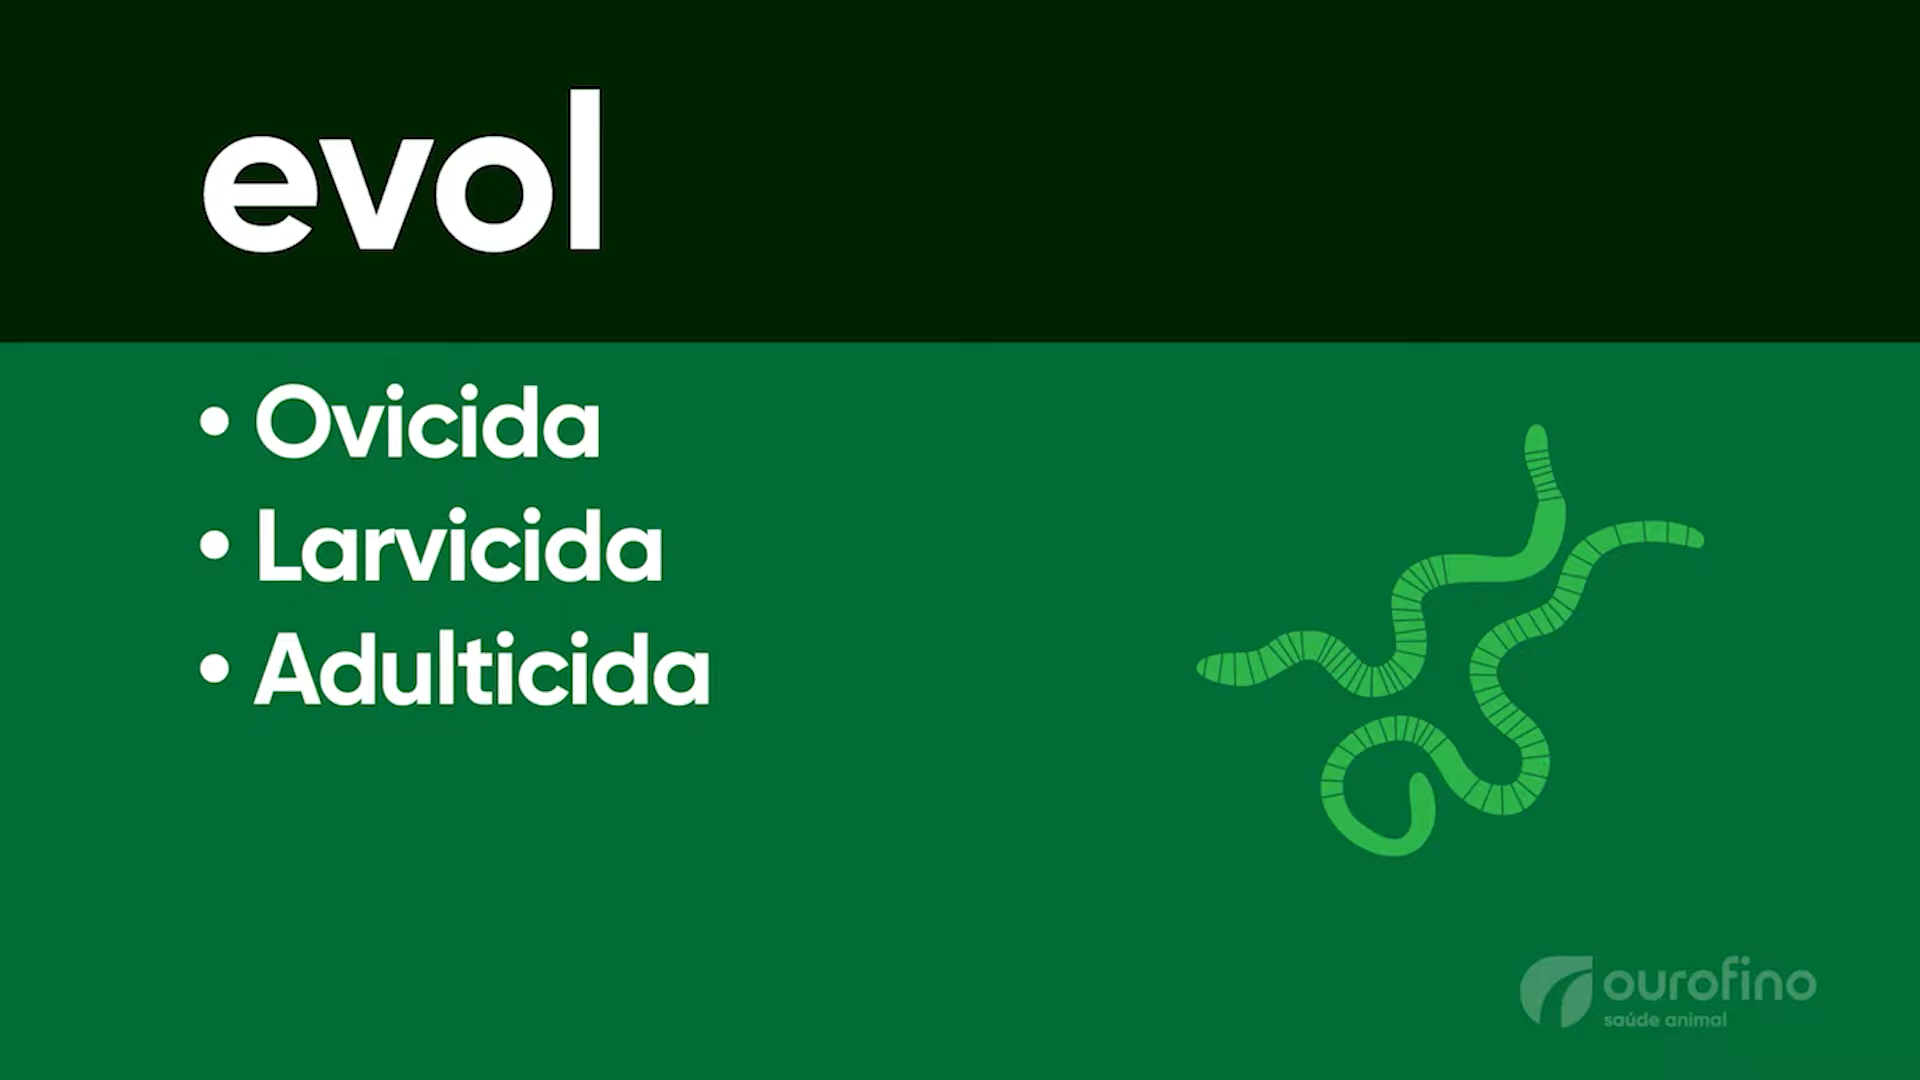 evol
• Ovicida
• Larvicida
• Adulticida
ourofino
saúde animal